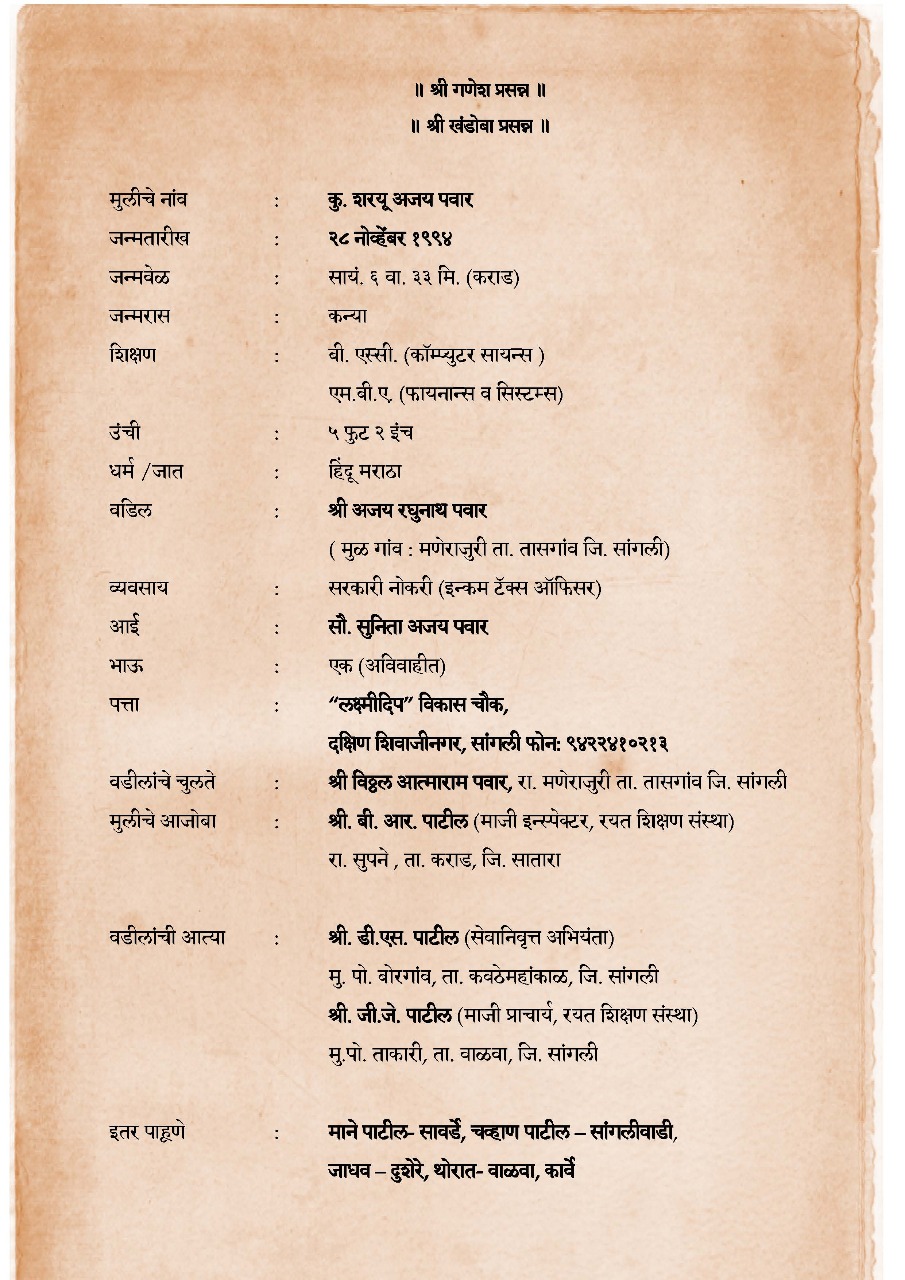 ॥ श्री गणेश प्रसन्न ॥
॥ श्री खंडोबा प्रसन्न ॥
मुलीचे नांव : कु. शरयू अजय पवार
जन्मतारीख : २८ नोव्हेंबर १९९४
जन्मवेळ : सायं. ६ वा. ३३ मि. (कराड)
जन्मरास : कन्या
शिक्षण : बी. एस्सी. (कॉम्प्युटर सायन्स )
एम.बी.ए. (फायनान्स व सिस्टम्स)
उंची : ५ फुट २ इंच
धर्म /जात : हिंदू मराठा
वडिल : श्री अजय रघुनाथ पवार
( मुळ गांव : मणेराजुरी ता. तासगांव जि. सांगली)
व्यवसाय : सरकारी नोकरी (इन्कम टॅक्स ऑफिसर)
आई : सौ. सुनिता अजय पवार
भाऊ : एक (अविवाहीत)
पत्ता : “लक्ष्मीदिप” विकास चौक,
दक्षिण शिवाजीनगर, सांगली फोन: ९४२२४१०२१३
वडीलांचे चुलते : श्री विठ्ठल आत्माराम पवार, रा. मणेराजुरी ता. तासगांव जि. सांगली
मुलीचे आजोबा : श्री. बी. आर. पाटील (माजी इन्स्पेक्टर, रयत शिक्षण संस्था)
रा. सुपने , ता. कराड, जि. सातारा
वडीलांची आत्या : श्री. डी.एस. पाटील (सेवानिवृत्त अभियंता)
मु. पो. बोरगांव, ता. कवठेमहांकाळ, जि. सांगली
श्री. जी.जे. पाटील (माजी प्राचार्य, रयत शिक्षण संस्था)
मु.पो. ताकारी, ता. वाळवा, जि. सांगली
इतर पाहूणे : माने पाटील- सावर्डे, चव्हाण पाटील – सांगलीवाडी,
जाधव – दुशेरे, थोरात- वाळवा, कार्वे